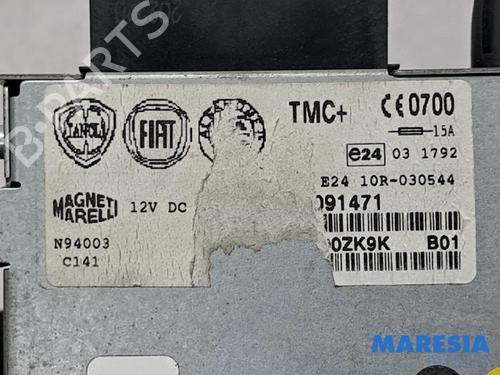 B-PARTS
LANCIA
FIAT
TMC+ CE0700
15A
e24 03 1792
E24 10R-030544
MAGNETI
MARELLI
12V DC
091471
N94003
0ZK9K B01
C141
MARESIA